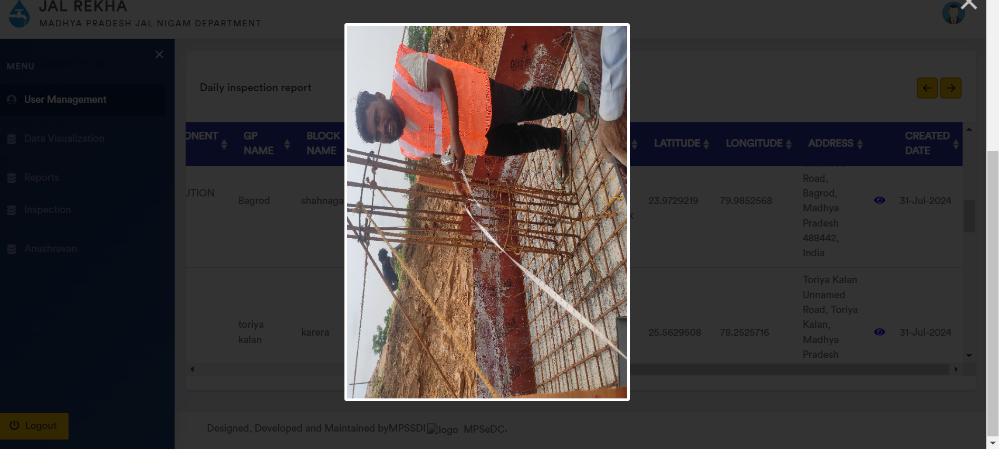 JAL REKHA
MADHYA PRADESH JAL NIGAM DEPARTMENT
MENU
User Management
Data Visualization
Reports
Inspection
Anushravan
Logout
Daily inspection report
ONENT
GP NAME
BLOCK NAME
LATITUDE
LONGITUDE
ADDRESS
CREATED DATE
UTION
Bagrod
shahnaga
23.9729219
79.9852568
Road,
Bagrod,
Madhya
Pradesh
488442,
India
31-Jul-2024
toriya
kalan
karera
25.5629508
78.2525716
Toriya Kalan
Unnamed
Road, Toriya
Kalan,
Madhya
Pradesh
31-Jul-2024
GOLD ST
Designed, Developed and Maintained byMPSSDI logo MPSeDC.